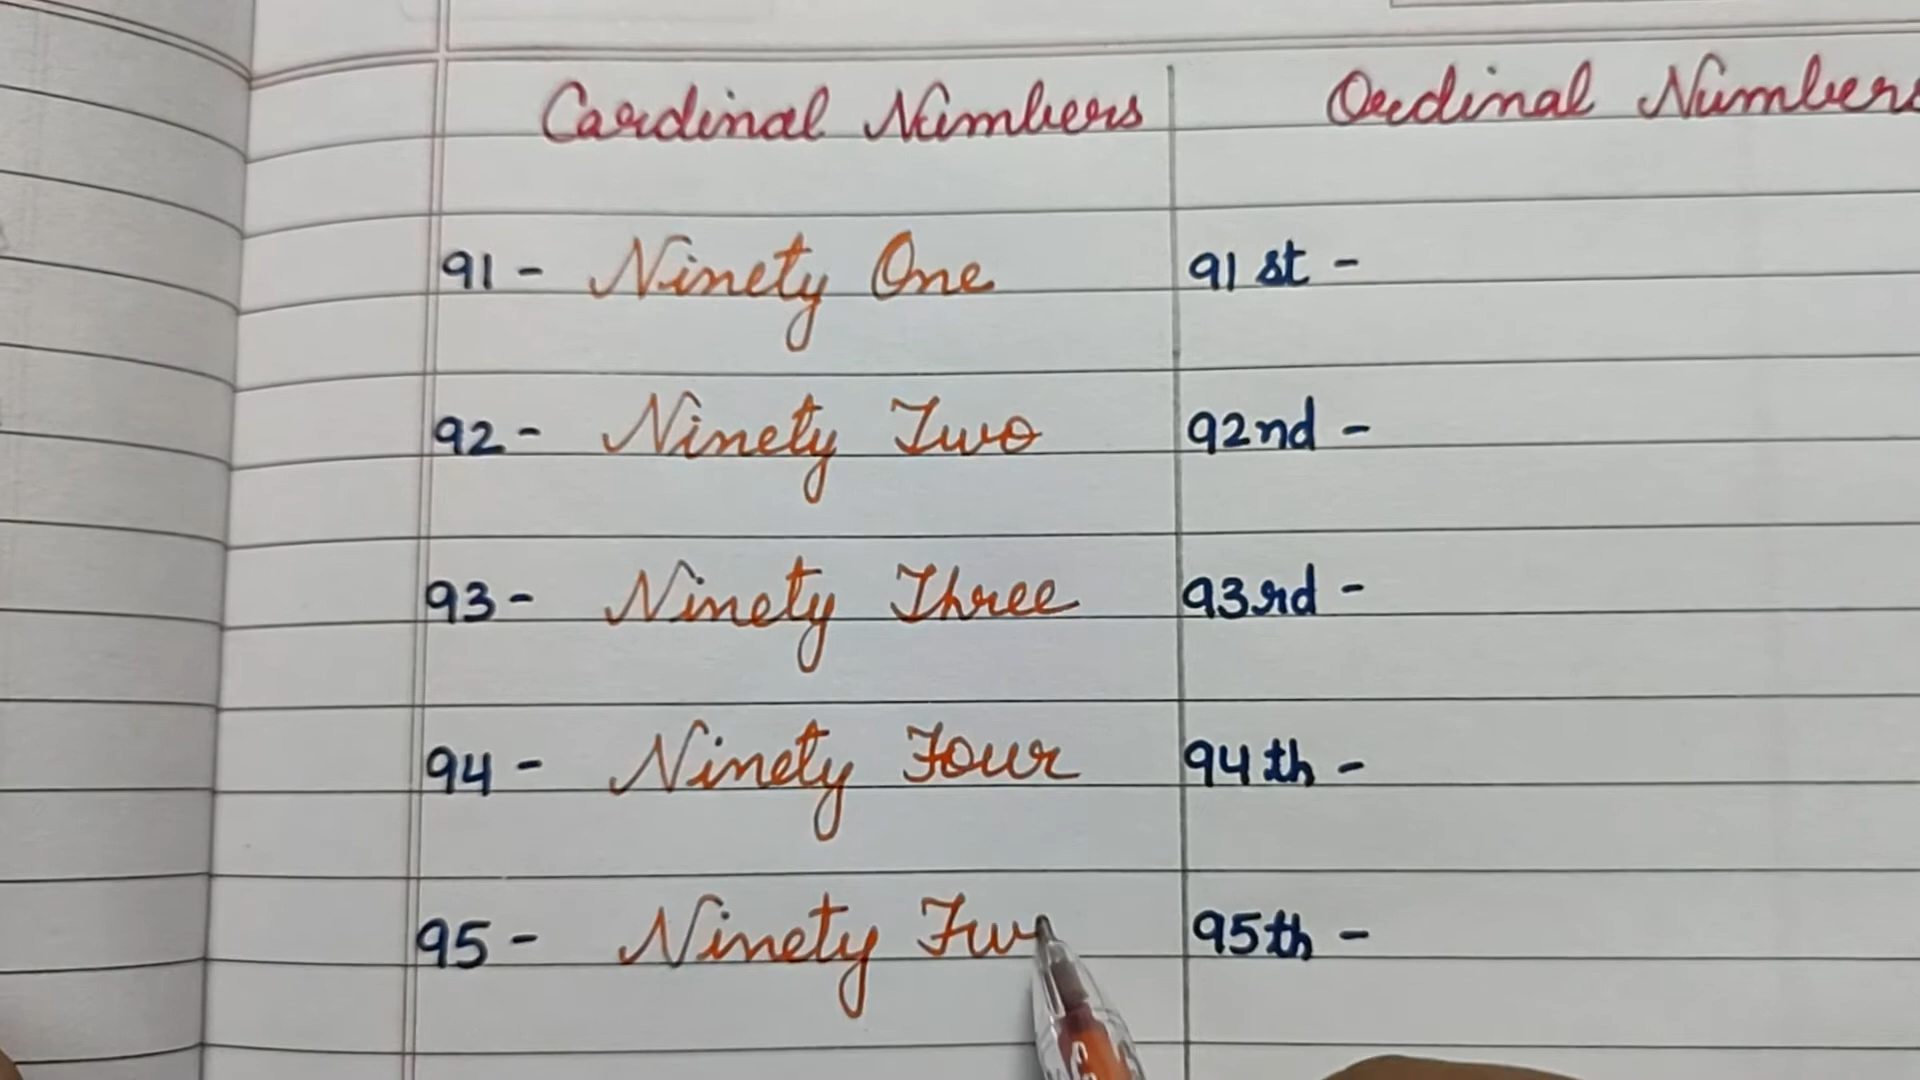 Cardinal Numbers Ordinal Numbers
91 - Ninety One 91st -
92 - Ninety Two 92nd -
93 - Ninety Three 93rd -
94 - Ninety Four 94th -
95 - Ninety 95th -